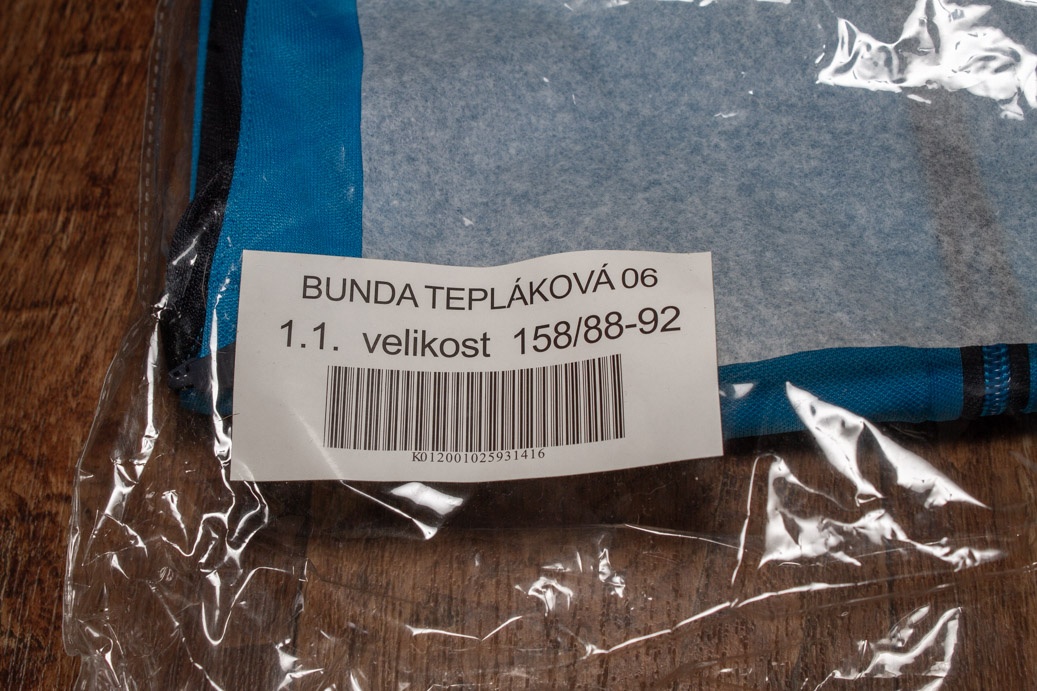 BUNDA TEPLÁKOVÁ 06
1.1. velikost 158/88-92
K012001025931416